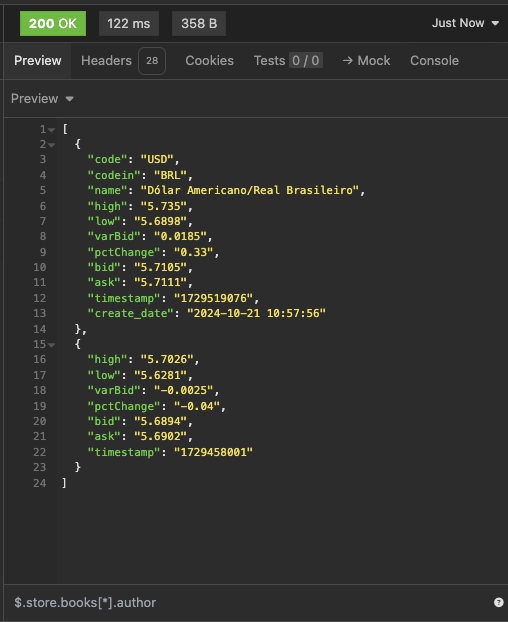 200 OK 122 ms 358 B Just Now
Preview Headers 28 Cookies Tests 0 / 0 → Mock Console
Preview
1 [
2 {
3 "code": "USD",
4 "codein": "BRL",
5 "name": "Dólar Americano/Real Brasileiro",
6 "high": "5.735",
7 "low": "5.6898",
8 "varBid": "0.0185",
9 "pctChange": "0.33",
10 "bid": "5.7105",
11 "ask": "5.7111",
12 "timestamp": "1729519076",
13 "create_date": "2024-10-21 10:57:56"
14 },
15 {
16 "high": "5.7026",
17 "low": "5.6281",
18 "varBid": "-0.0025",
19 "pctChange": "-0.04",
20 "bid": "5.6894",
21 "ask": "5.6902",
22 "timestamp": "1729458001"
23 }
24 ]
$.store.books[*].author ?